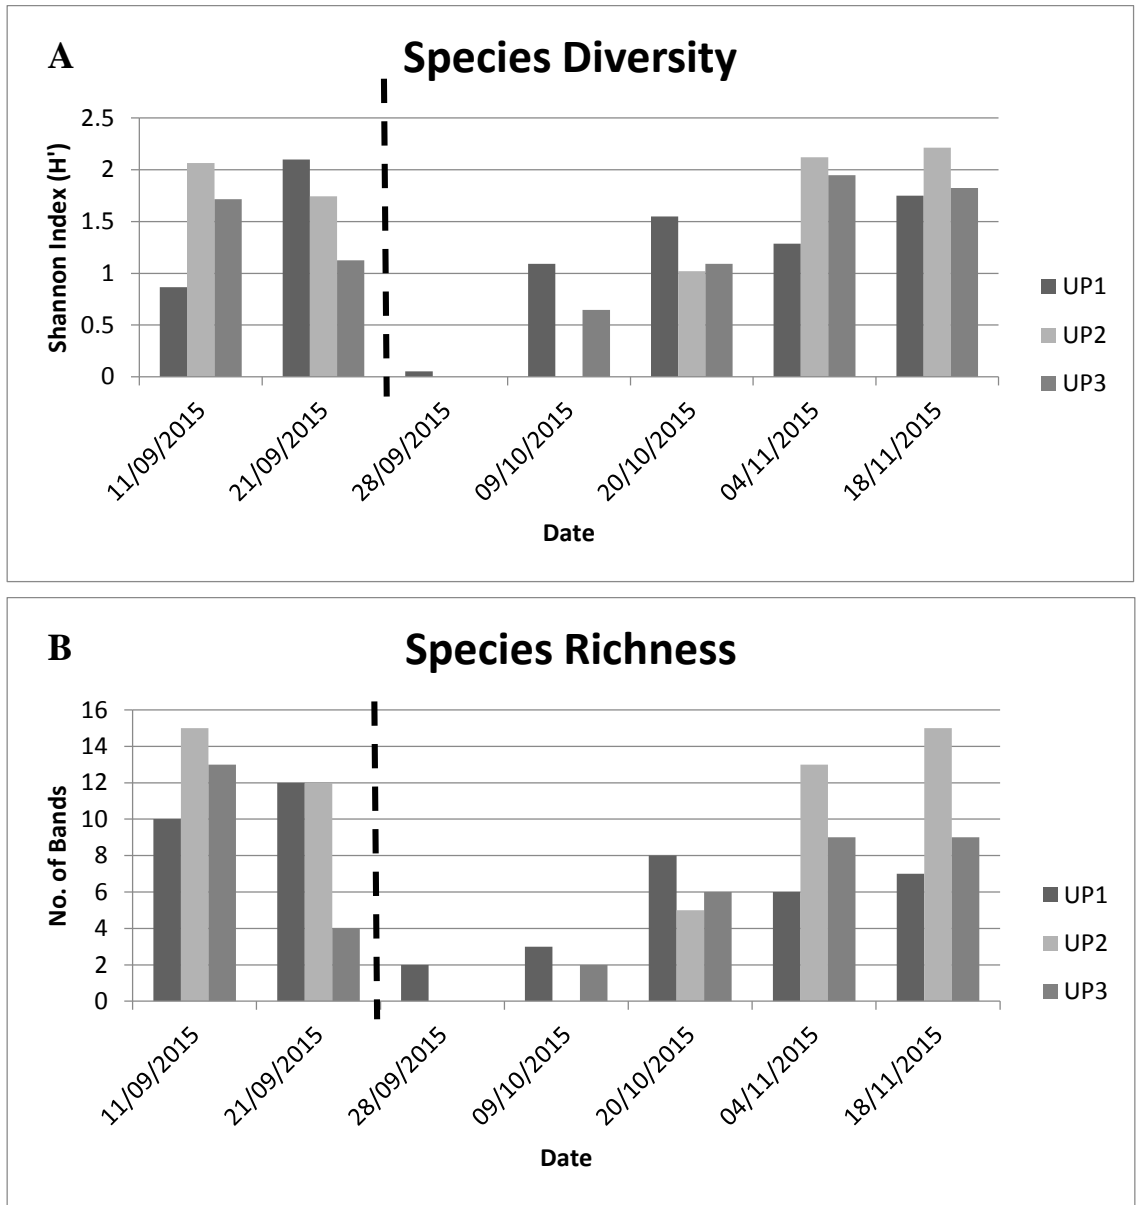 A
Species Diversity
Shannon Index (H')
2.5
2
1.5
1
0.5
0
11/09/2015
21/09/2015
28/09/2015
09/10/2015
20/10/2015
04/11/2015
18/11/2015
Date
UP1
UP2
UP3
B
Species Richness
No. of Bands
16
14
12
10
8
6
4
2
0
11/09/2015
21/09/2015
28/09/2015
09/10/2015
20/10/2015
04/11/2015
18/11/2015
Date
UP1
UP2
UP3